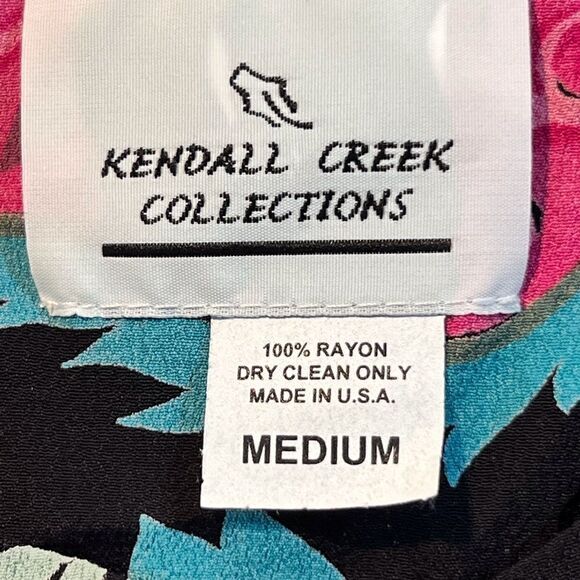 KENDALL CREEK
COLLECTIONS
100% RAYON
DRY CLEAN ONLY
MADE IN U.S.A.
MEDIUM